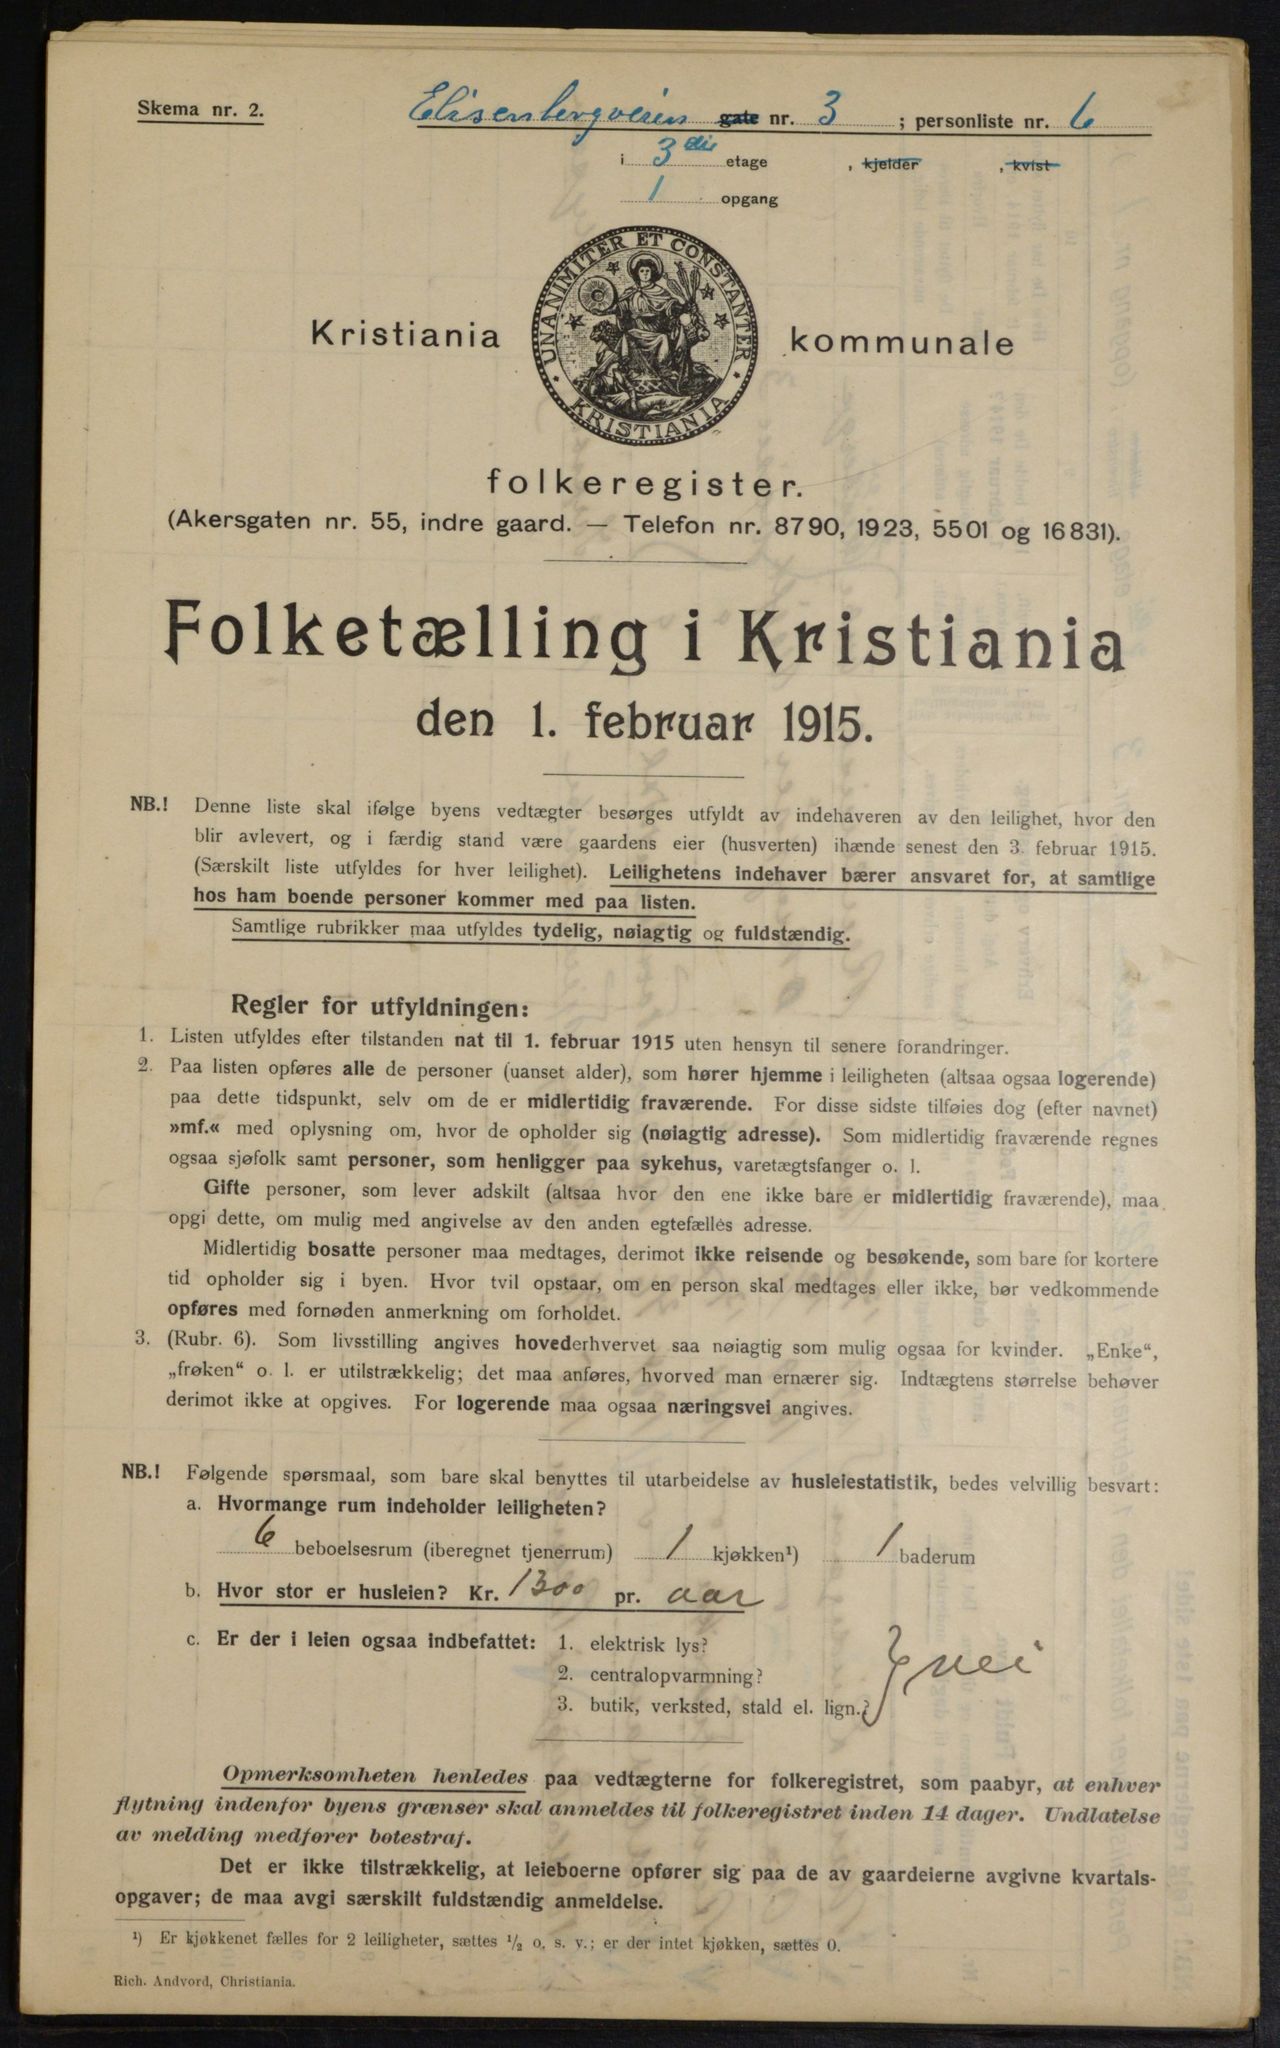 Skema nr. 2.
Elisenbergveien gate nr. 3 ; personliste nr. 6
i 3die etage , kjelder , kvist
1 opgang
UNANIMITER ET CONSTANTER
KRISTIANIA
Kristiania kommunale
folkeregister.
(Akersgaten nr. 55, indre gaard. — Telefon nr. 8790, 1923, 5501 og 16831).
Folketælling i Kristiania
den 1. februar 1915.
NB.! Denne liste skal ifølge byens vedtægter besørges utfyldt av indehaveren av den leilighet, hvor den
blir avlevert, og i færdig stand være gaardens eier (husverten) ihænde senest den 3. februar 1915.
(Særskilt liste utfyldes for hver leilighet). Leilighetens indehaver bærer ansvaret for, at samtlige
hos ham boende personer kommer med paa listen.
Samtlige rubrikker maa utfyldes tydelig, nøiagtig og fuldstændig.
Regler for utfyldningen:
1. Listen utfyldes efter tilstanden nat til 1. februar 1915 uten hensyn til senere forandringer.
2. Paa listen opføres alle de personer (uanset alder), som hører hjemme i leiligheten (altsaa ogsaa logerende)
paa dette tidspunkt, selv om de er midlertidig fraværende. For disse sidste tilføies dog (efter navnet)
»mf.« med oplysning om, hvor de opholder sig (nøiagtig adresse). Som midlertidig fraværende regnes
ogsaa sjøfolk samt personer, som henligger paa sykehus, varetægtsfanger o. l.
Gifte personer, som lever adskilt (altsaa hvor den ene ikke bare er midlertidig fraværende), maa
opgi dette, om mulig med angivelse av den anden egtefælles adresse.
Midlertidig bosatte personer maa medtages, derimot ikke reisende og besøkende, som bare for kortere
tid opholder sig i byen. Hvor tvil opstaar, om en person skal medtages eller ikke, bør vedkommende
opføres med fornøden anmerkning om forholdet.
3. (Rubr. 6). Som livsstilling angives hovederhvervet saa nøiagtig som mulig ogsaa for kvinder. „Enke“,
„frøken“ o. l. er utilstrækkelig; det maa anføres, hvorved man ernærer sig. Indtægtens størrelse behøver
derimot ikke at opgives. For logerende maa ogsaa næringsvei angives.
NB.! Følgende spørsmaal, som bare skal benyttes til utarbeidelse av husleiestatistik, bedes velvillig besvart:
a. Hvormange rum indeholder leiligheten?
6 beboelsesrum (iberegnet tjenerrum) 1 kjøkken¹) 1 baderum
b. Hvor stor er husleien? Kr. 1300 pr. aar
c. Er der i leien ogsaa indbefattet: 1. elektrisk lys?
2. centralopvarmning? } nei
3. butik, verksted, stald el. lign.?
Opmerksomheten henledes paa vedtægterne for folkeregistret, som paabyr, at enhver
flytning indenfor byens grænser skal anmeldes til folkeregistret inden 14 dager. Undlatelse
av melding medfører botestraf.
Det er ikke tilstrækkelig, at leieboerne opfører sig paa de av gaardeierne avgivne kvartals-
opgaver; de maa avgi særskilt fuldstændig anmeldelse.
¹) Er kjøkkenet fælles for 2 leiligheter, sættes ½ o. s. v.; er der intet kjøkken, sættes 0.
Rich. Andvord, Christiania.